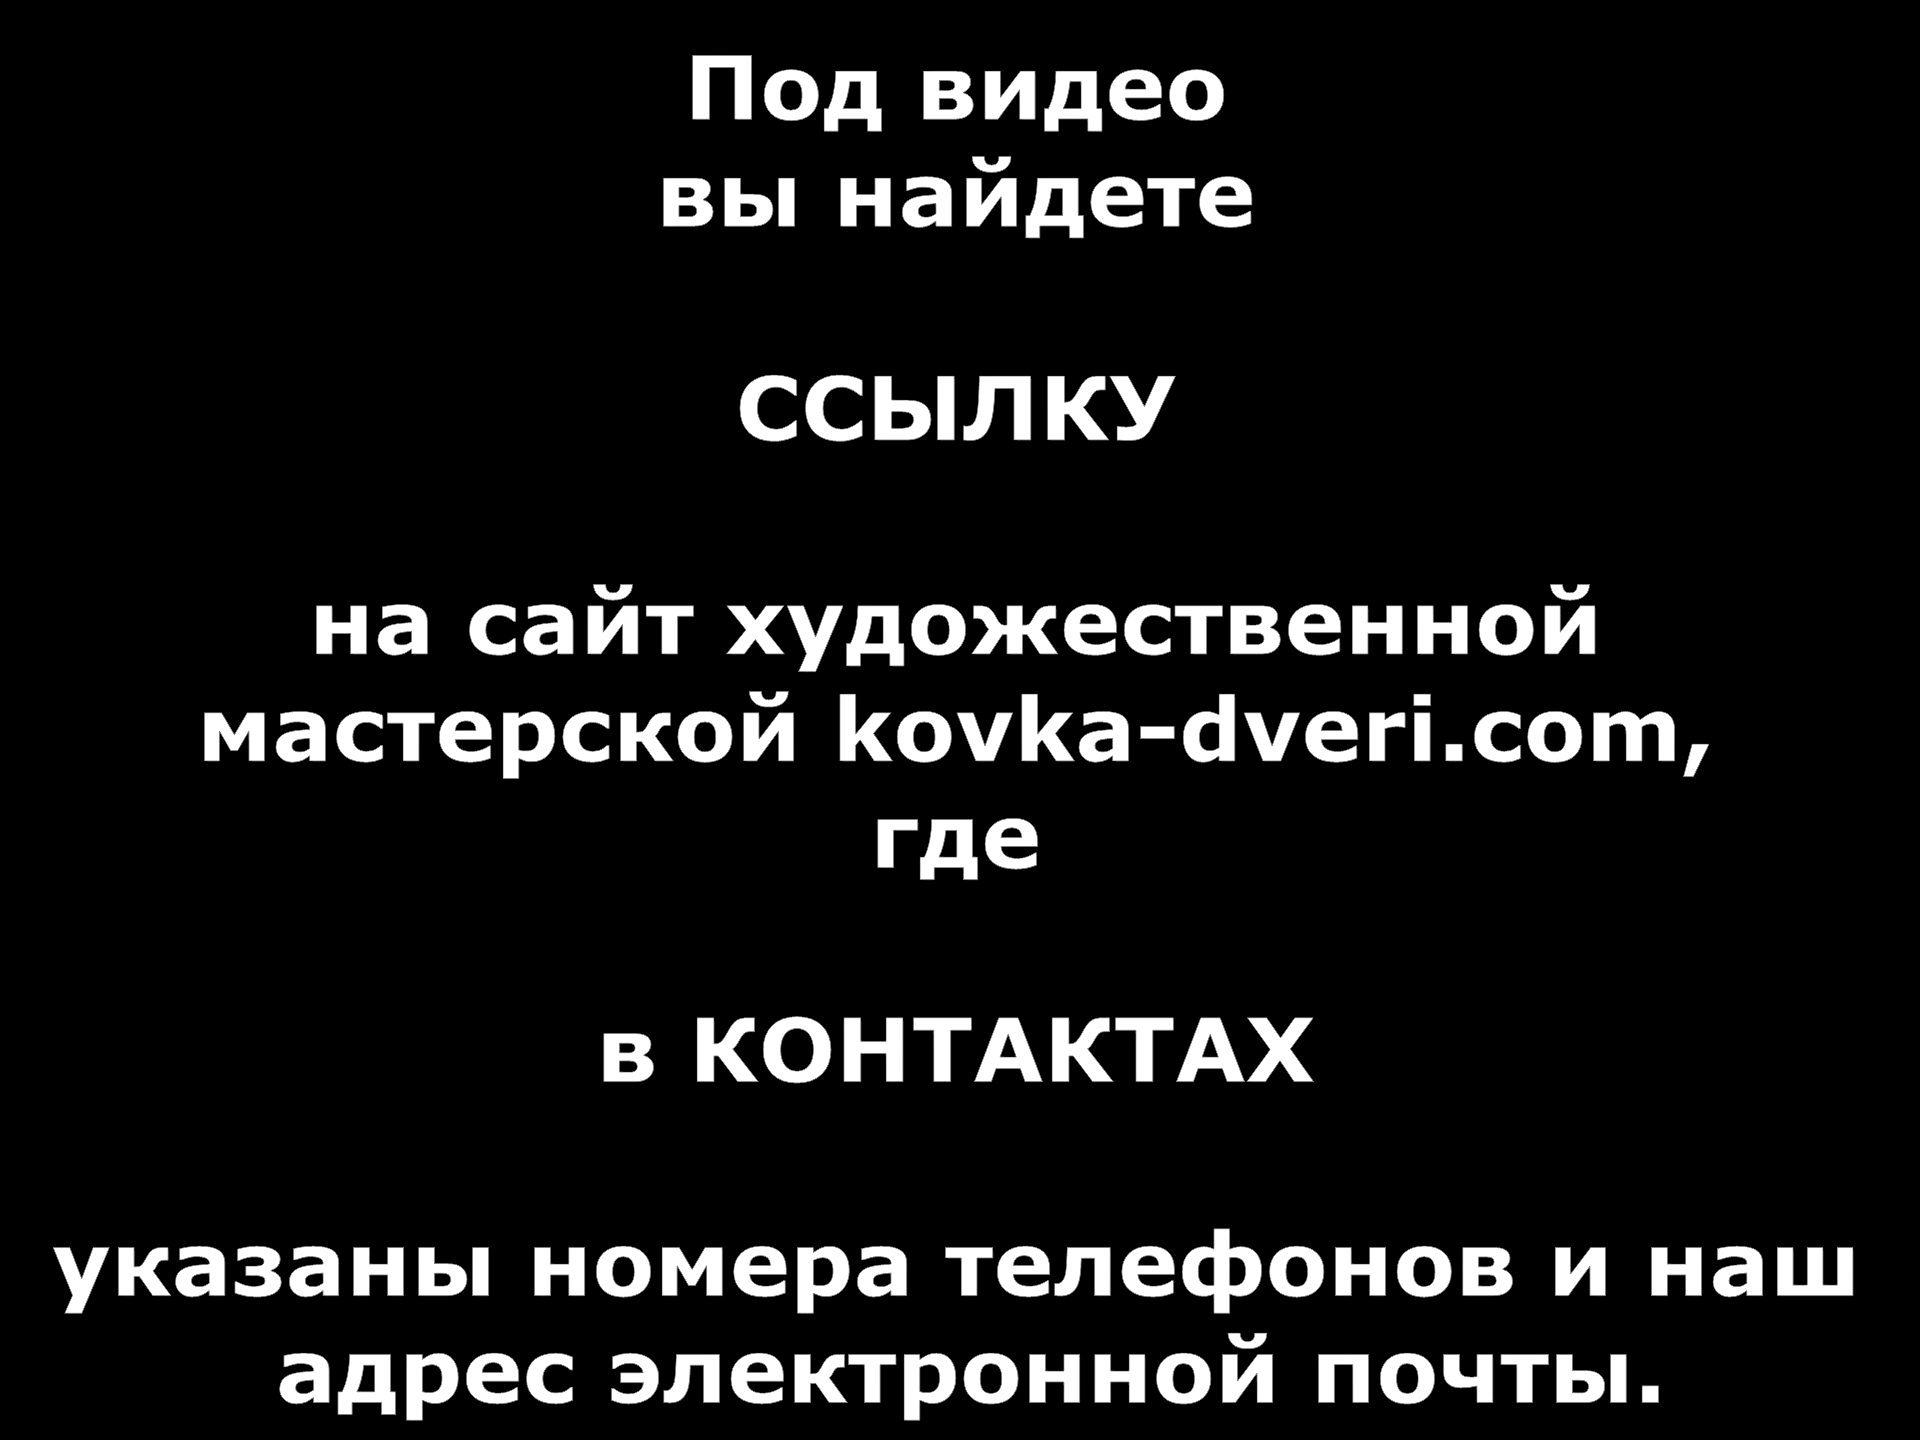 Под видео
вы найдете
ССЫЛКУ
на сайт художественной
мастерской kovka-dveri.com,
где
в КОНТАКТАХ
указаны номера телефонов и наш
адрес электронной почты.